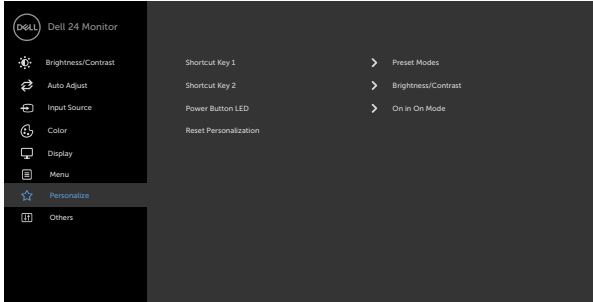 DELL Dell 24 Monitor
Brightness/Contrast Shortcut Key 1 Preset Modes
Auto Adjust Shortcut Key 2 Brightness/Contrast
Input Source Power Button LED On in On Mode
Color Reset Personalization
Display
Menu
Personalize
Others